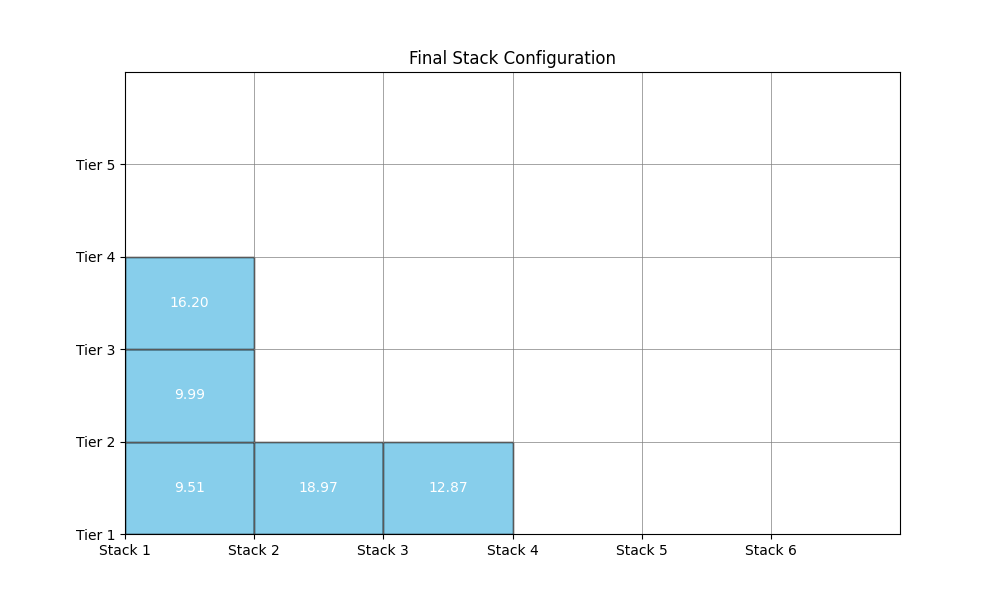 Final Stack Configuration
Tier 5
Tier 4
16.20
Tier 3
9.99
Tier 2
9.51 18.97 12.87
Tier 1
Stack 1 Stack 2 Stack 3 Stack 4 Stack 5 Stack 6